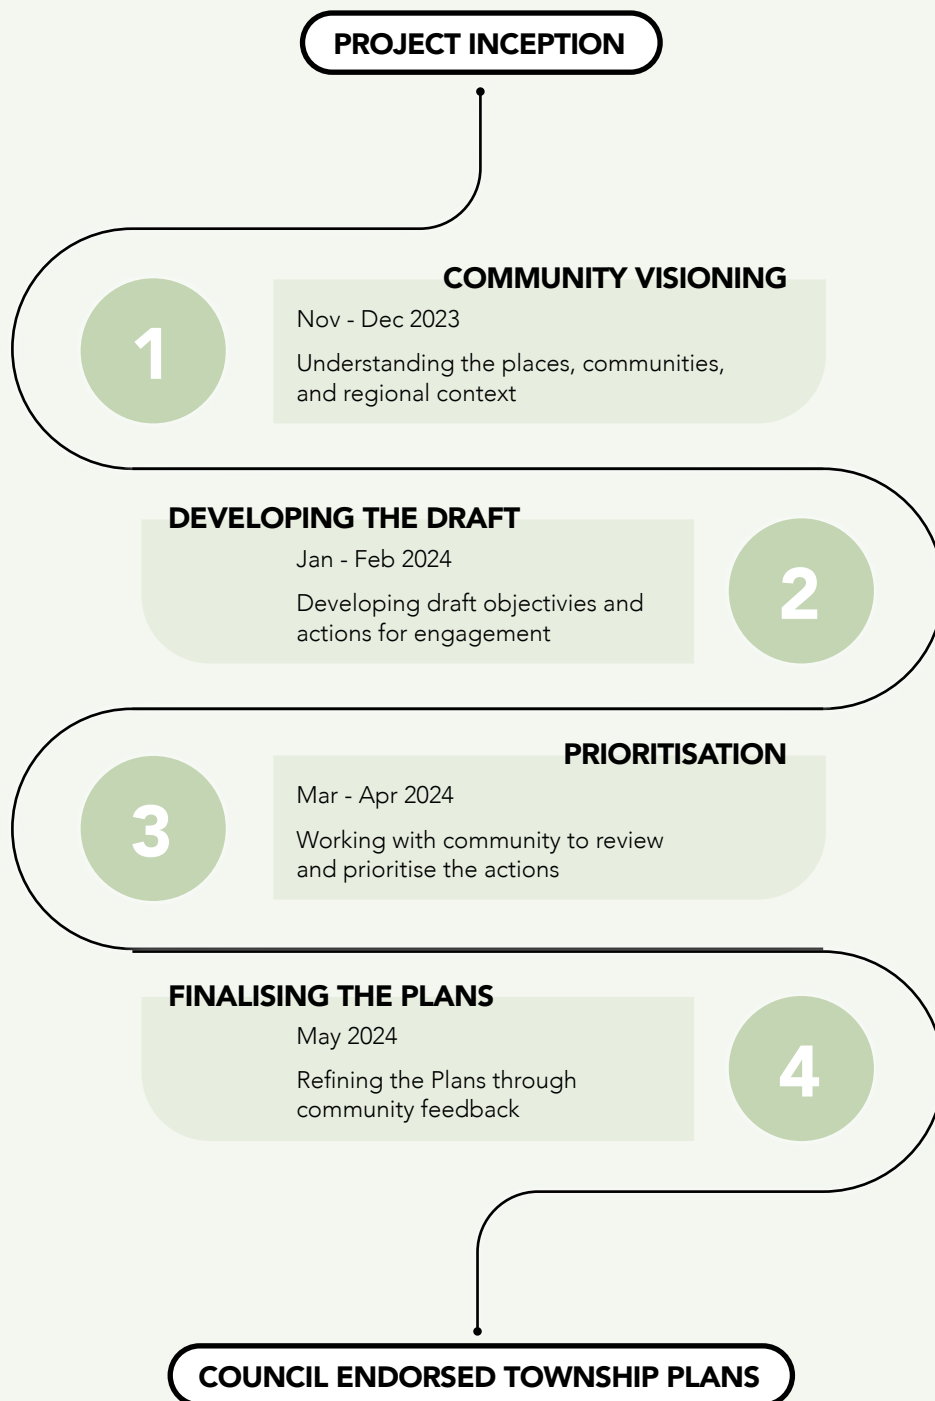 PROJECT INCEPTION
1
COMMUNITY VISIONING
Nov - Dec 2023
Understanding the places, communities,
and regional context
DEVELOPING THE DRAFT
Jan - Feb 2024
Developing draft objectivies and
actions for engagement
2
PRIORITISATION
3
Mar - Apr 2024
Working with community to review
and prioritise the actions
FINALISING THE PLANS
May 2024
Refining the Plans through
community feedback
4
COUNCIL ENDORSED TOWNSHIP PLANS